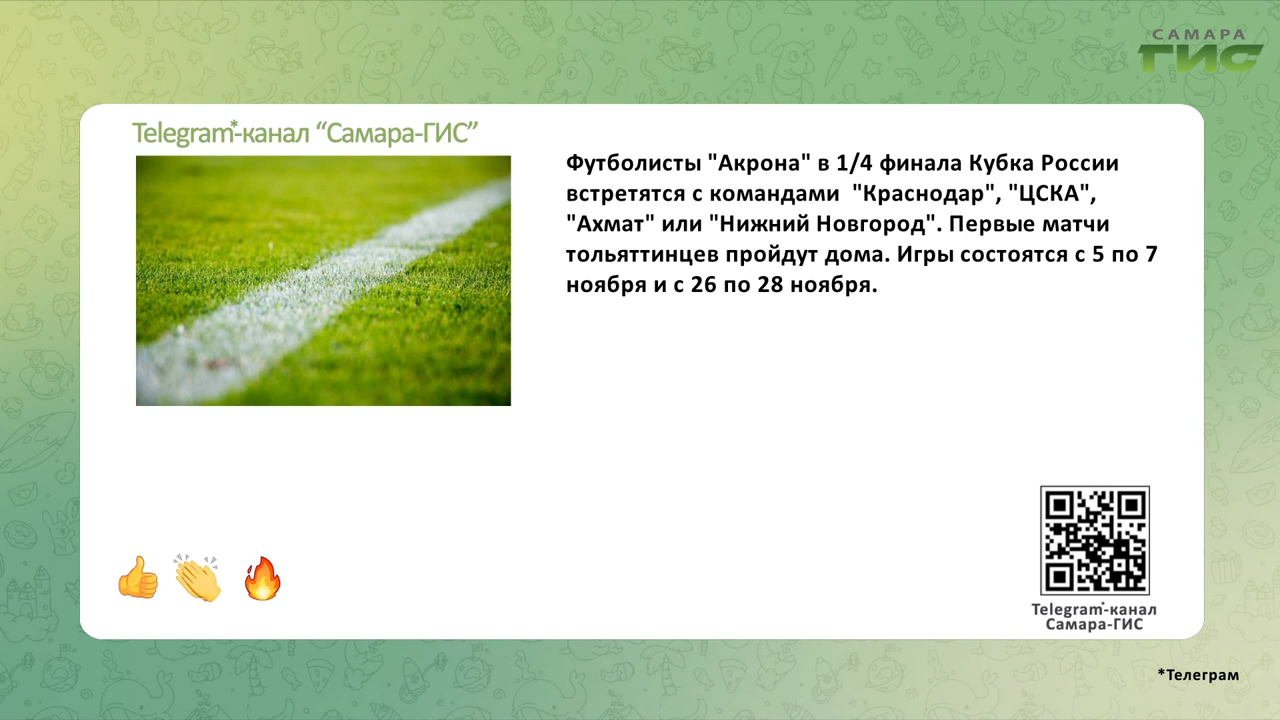 САМАРА
ГИС
Telegram*-канал “Самара-ГИС”
Футболисты "Акрона" в 1/4 финала Кубка России
встретятся с командами  "Краснодар", "ЦСКА",
"Ахмат" или "Нижний Новгород". Первые матчи
тольяттинцев пройдут дома. Игры состоятся с 5 по 7
ноября и с 26 по 28 ноября.
Telegram*-канал
Самара-ГИС
*Телеграм